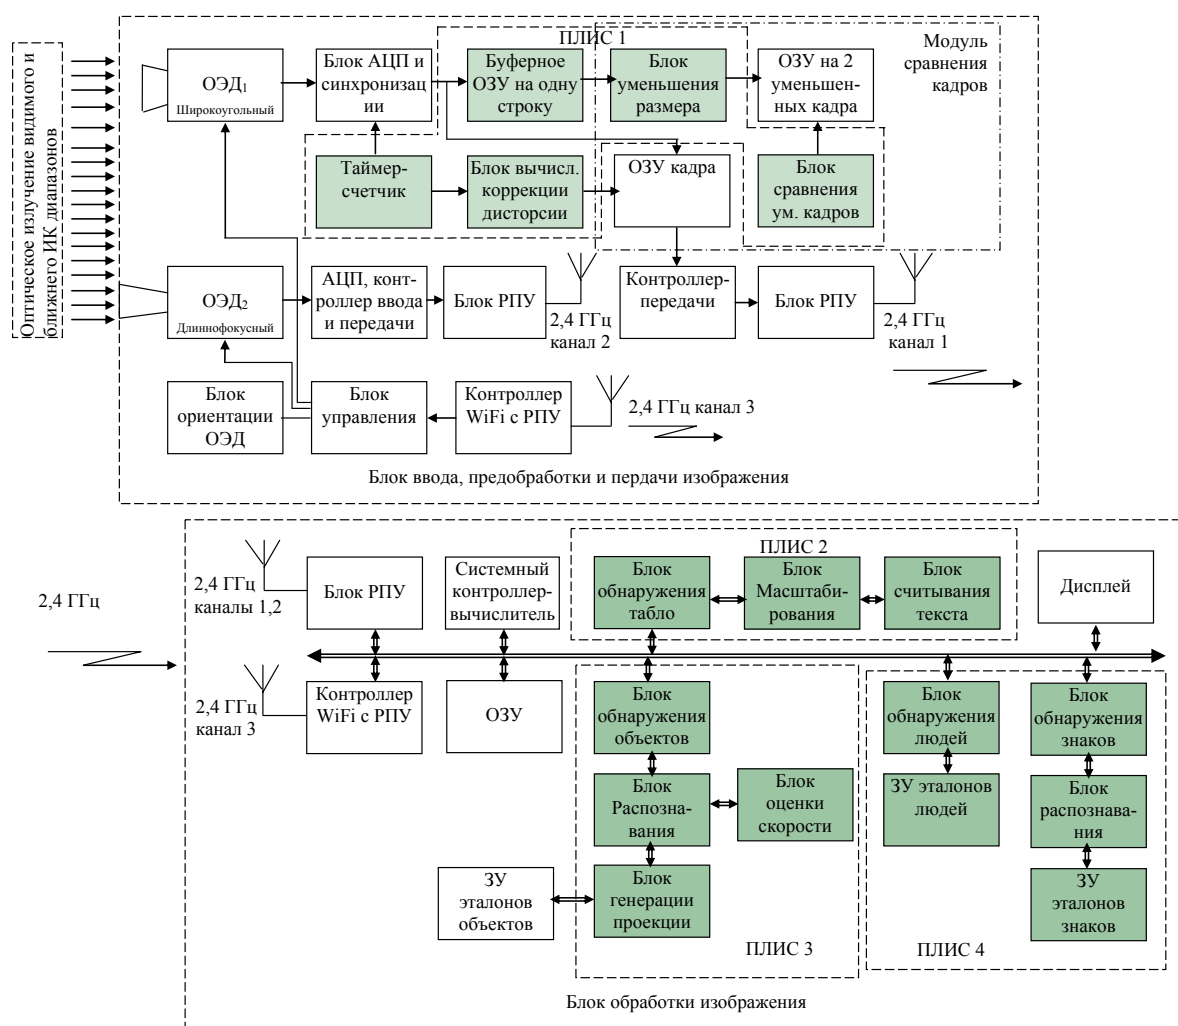 Оптическое излучение видимого и
ближнего ИК диапазонов
ПЛИС 1
Модуль
сравнения
кадров
ОЭД₁
Широкоугольный
Блок АЦП и
синхронизац
ии
Буферное
ОЗУ на одну
строку
Блок
уменьшения
размера
ОЗУ на 2
уменьшен-
ных кадра
Таймер-
счетчик
Блок вычисл.
коррекции
дисторсии
ОЗУ кадра
Блок
сравнения
ум. кадров
ОЭД₂
Длиннофокусный
АЦП, конт-
роллер ввода
и передачи
Блок РПУ
2,4 ГГц
канал 2
Контроллер-
передачи
Блок РПУ
2,4 ГГц
канал 1
Блок
ориентации
ОЭД
Блок
управления
Контроллер
WiFi с РПУ
2,4 ГГц канал 3
Блок ввода, предобработки и пердачи изображения
2,4 ГГц
2,4 ГГц
каналы 1,2
Блок РПУ
Системный
контроллер-
вычислитель
ПЛИС 2
Блок
обнаружения
табло
Блок
Масштаби-
рования
Блок
считывания
текста
Дисплей
2,4 ГГц
канал 3
Контроллер
WiFi с РПУ
ОЗУ
Блок
обнаружения
объектов
Блок
Распозна-
вания
Блок
оценки
скорости
ЗУ
эталонов
объектов
Блок
генерации
проекции
ПЛИС 3
Блок
обнаружения
людей
ЗУ эталонов
людей
Блок
обнаружения
знаков
Блок
распознава-
ния
ЗУ
эталонов
знаков
ПЛИС 4
Блок обработки изображения